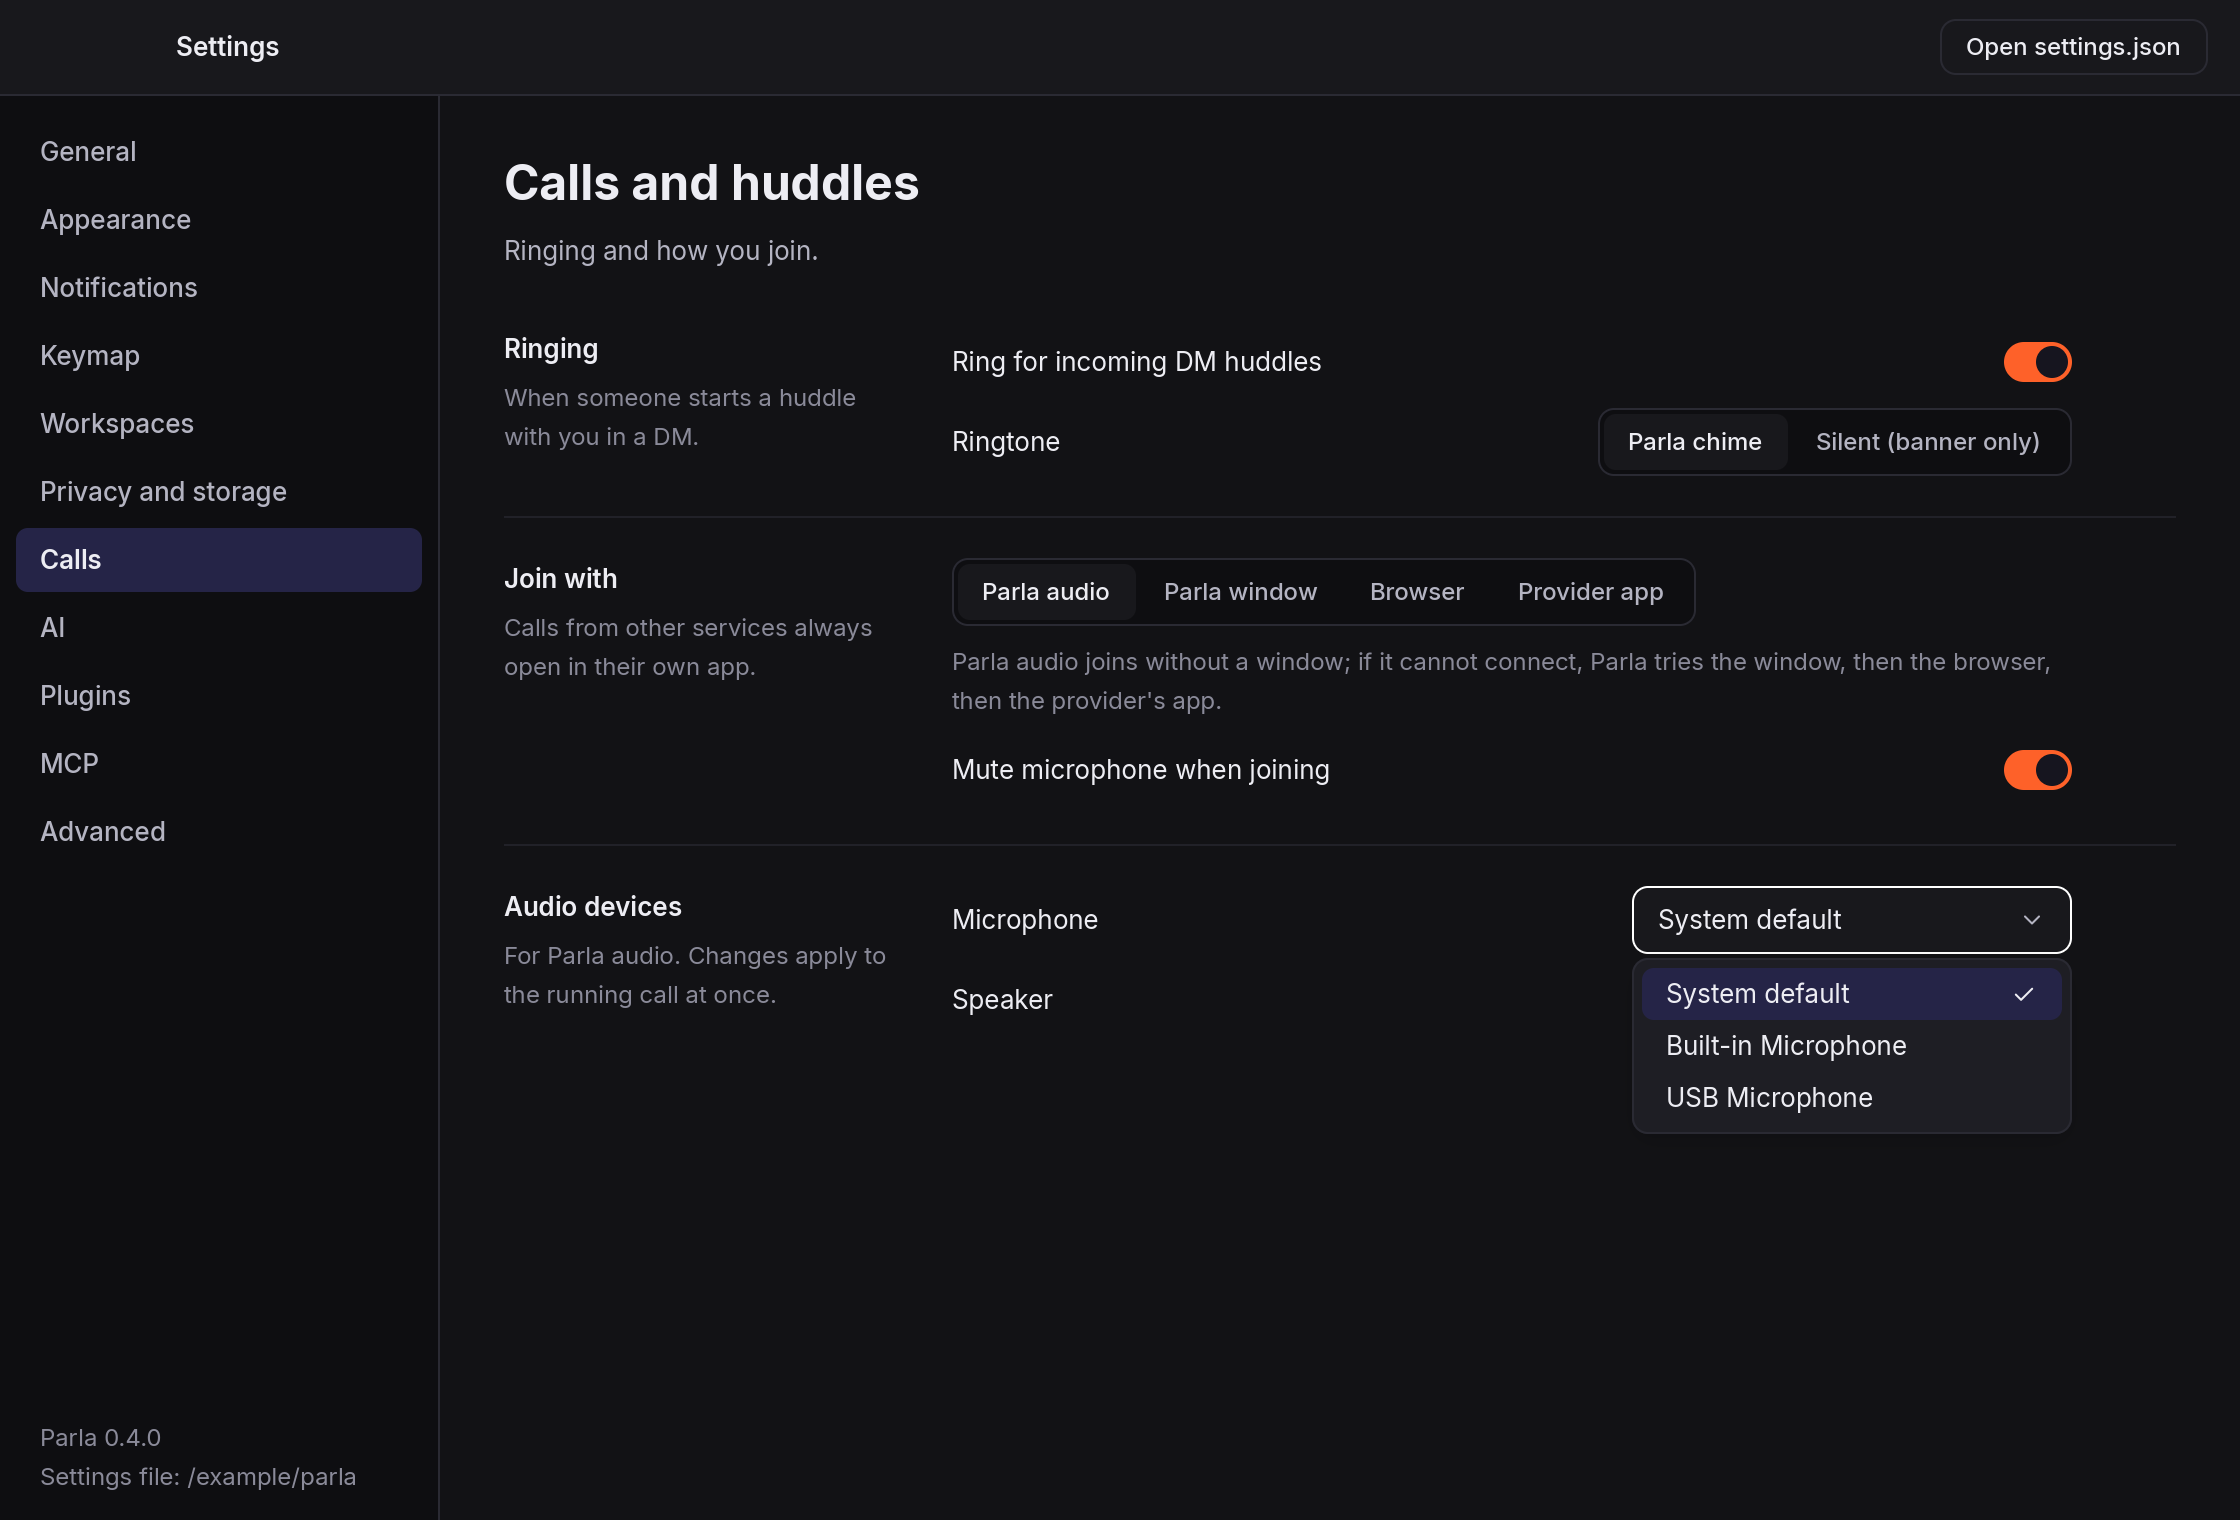 Settings
Open settings.json
General
Appearance
Notifications
Keymap
Workspaces
Privacy and storage
Calls
AI
Plugins
MCP
Advanced
Parla 0.4.0
Settings file: /example/parla
Calls and huddles
Ringing and how you join.
Ringing
When someone starts a huddle
with you in a DM.
Ring for incoming DM huddles
Ringtone
Parla chime
Silent (banner only)
Join with
Calls from other services always
open in their own app.
Parla audio
Parla window
Browser
Provider app
Parla audio joins without a window; if it cannot connect, Parla tries the window, then the browser,
then the provider's app.
Mute microphone when joining
Audio devices
For Parla audio. Changes apply to
the running call at once.
Microphone
System default
Speaker
System default
Built-in Microphone
USB Microphone